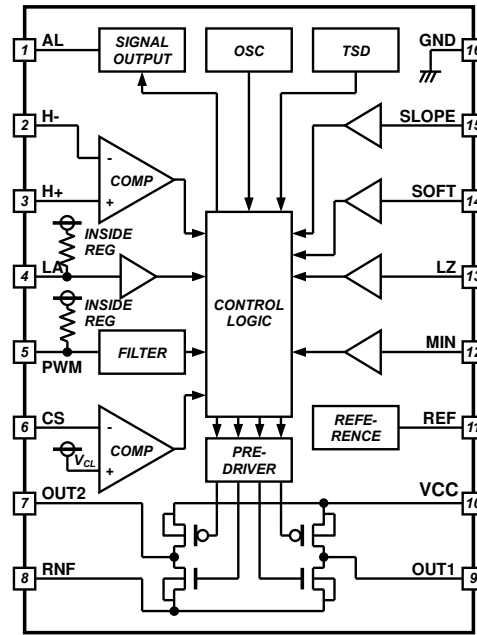 1 AL
SIGNAL
OUTPUT
OSC
TSD
GND 16
2 H-
-
COMP
SLOPE 15
3 H+
+
SOFT 14
INSIDE
REG
4 LA
LZ 13
CONTROL
LOGIC
INSIDE
REG
5 PWM
FILTER
MIN 12
6 CS
-
COMP
VCL
+
REFE-
RENCE
REF 11
PRE-
DRIVER
7 OUT2
VCC 10
8 RNF
OUT1 9